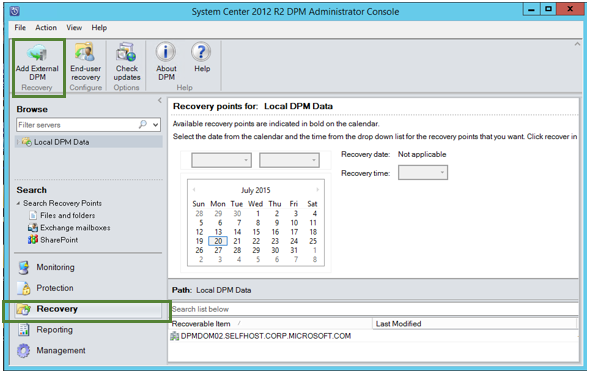 System Center 2012 R2 DPM Administrator Console
File Action View Help
Add External DPM
End-user recovery
Check updates
About DPM
Help
Recovery Configure Options Help
Browse
Filter servers
Local DPM Data
Search
Search Recovery Points
Files and folders
Exchange mailboxes
SharePoint
Monitoring
Protection
Recovery
Reporting
Management
Recovery points for: Local DPM Data
Available recovery points are indicated in bold on the calendar.
Select the date from the calendar and the time from the drop down list for the recovery points that you want. Click recover in
Recovery date: Not applicable
Recovery time:
July 2015
Sun Mon Tue Wed Thu Fri Sat
28 29 30 1 2 3 4
5 6 7 8 9 10 11
12 13 14 15 16 17 18
19 20 21 22 23 24 25
26 27 28 29 30 31 1
2 3 4 5 6 7 8
Path: Local DPM Data
Search list below
Recoverable Item Last Modified
DPMDOM02.SELFHOST.CORP.MICROSOFT.COM